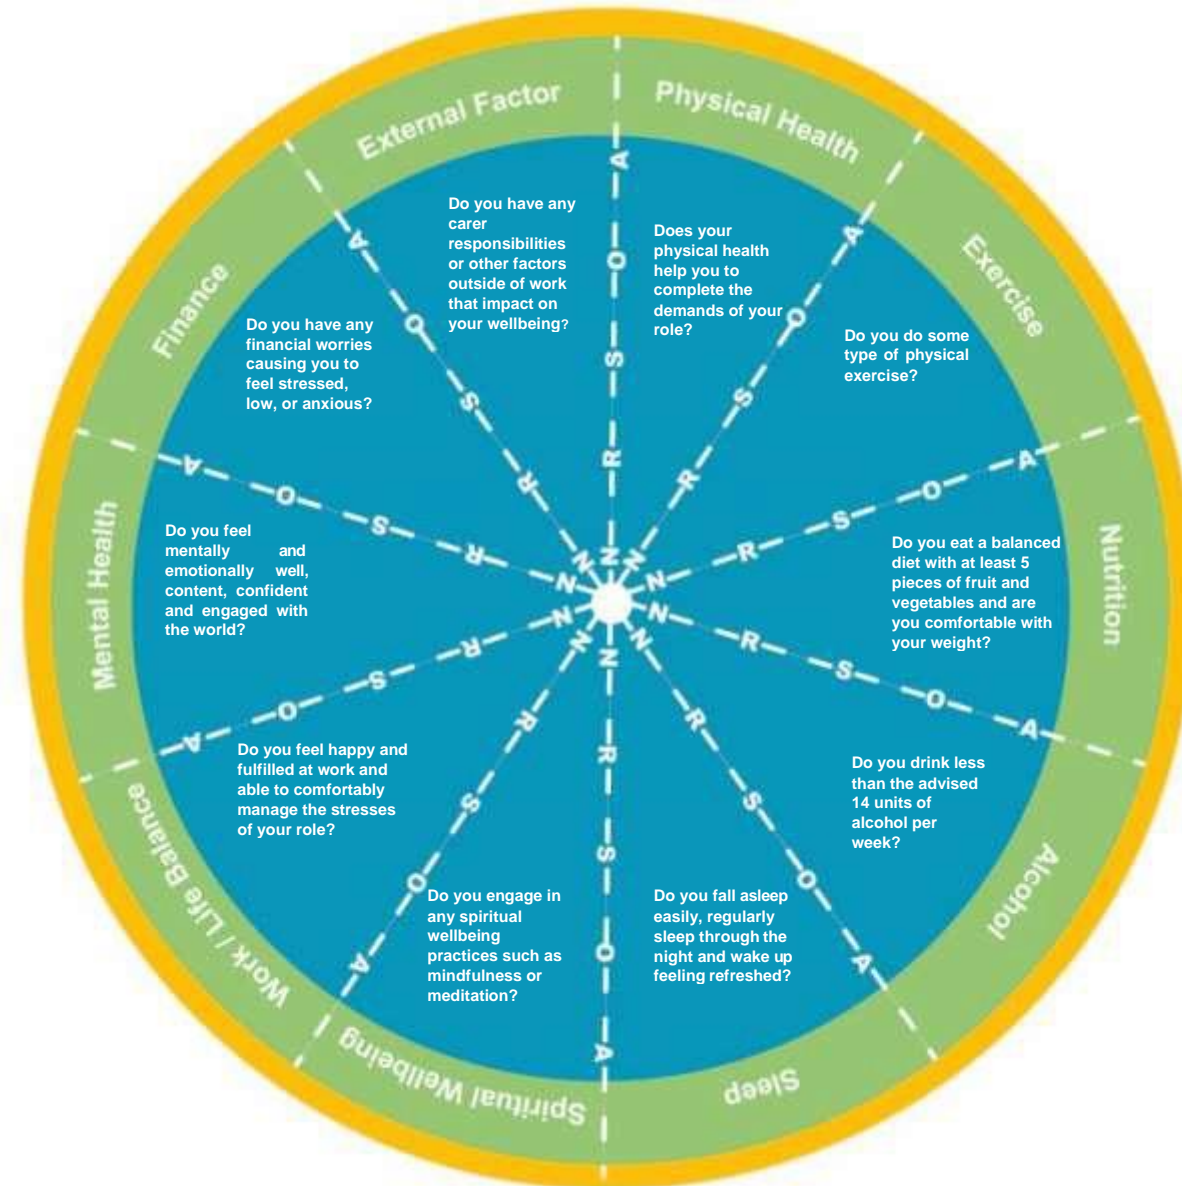 External Factor
Do you have any
carer
responsibilities
or other factors
outside of work
that impact on
your wellbeing?
Physical Health
Does your
physical health
help you to
complete the
demands of your
role?
Exercise
Do you do some
type of physical
exercise?
Nutrition
Do you eat a balanced
diet with at least 5
pieces of fruit and
vegetables and are
you comfortable with
your weight?
Alcohol
Do you drink less
than the advised
14 units of
alcohol per
week?
Sleep
Do you fall asleep
easily, regularly
sleep through the
night and wake up
feeling refreshed?
Spiritual Wellbeing
Do you engage in
any spiritual
wellbeing
practices such as
mindfulness or
meditation?
Work / Life Balance
Do you feel happy and
fulfilled at work and
able to comfortably
manage the stresses
of your role?
Mental Health
Do you feel
mentally and
emotionally well,
content, confident
and engaged with
the world?
Finance
Do you have any
financial worries
causing you to
feel stressed,
low, or anxious?
A O S R N
A O S R N
A O S R N
A O S R N
A O S R N
A O S R N
A O S R N
A O S R N
A O S R N
A O S R N